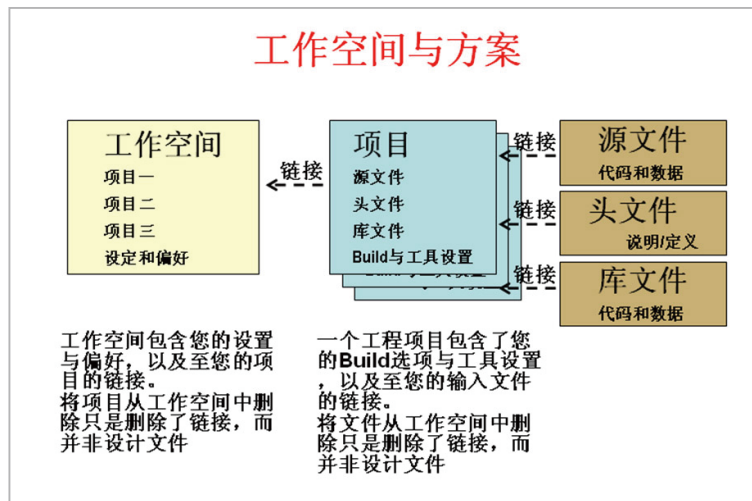 工作空间与方案
工作空间
项目一
项目二
项目三
设定和偏好
链接
项目
源文件
头文件
库文件
Build与工具设置
链接
源文件
代码和数据
链接
头文件
说明/定义
链接
库文件
代码和数据
工作空间包含您的设置
与偏好，以及至您的项
目的链接。
将项目从工作空间中删
除只是删除了链接，而
并非设计文件
一个工程项目包含了您
的Build选项与工具设置
，以及至您的输入文件
的链接。
将文件从工作空间中删
除只是删除了链接，而
并非设计文件